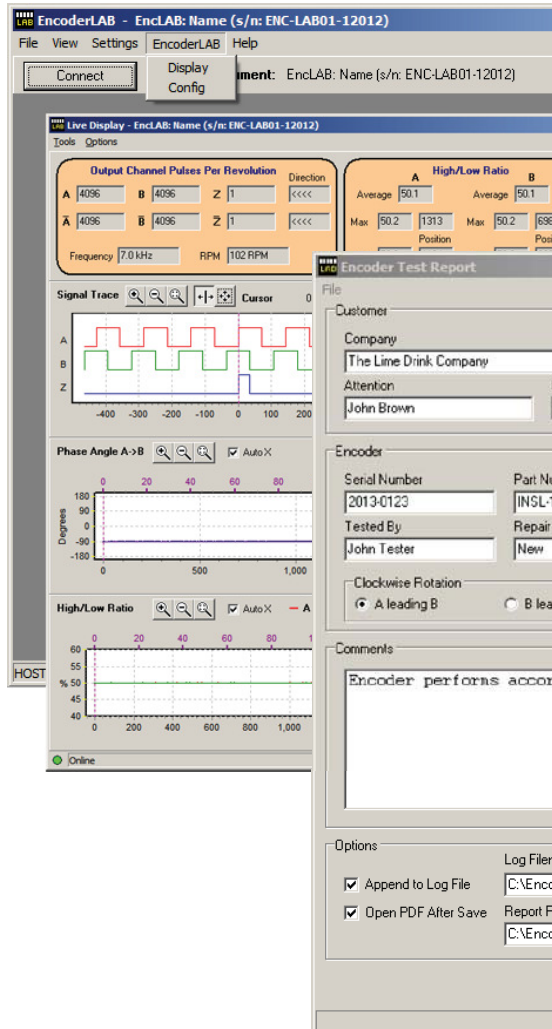 EncoderLAB - EncLAB: Name (s/n: ENC-LAB01-12012)
File View Settings EncoderLAB Help
Connect
Display
Config
EncLAB: Name (s/n: ENC-LAB01-12012)
Live Display - EncLAB: Name (s/n: ENC-LAB01-12012)
Tools Options
Output Channel Pulses Per Revolution Direction
A 4096 B 4096 Z 1 <<<<
A̅ 4096 B̅ 4096 Z̅ 1 <<<<
Frequency 7.0 kHz RPM 102 RPM
High/Low Ratio
A B
Average 50.1 Average 50.1
Max 50.2 1313 Max 50.2
Position
Signal Trace Cursor 0
A
B
Z
-400 -300 -200 -100 0 100 200
Phase Angle A->B Auto X
0 20 40 60 80
Degrees
180
90
0
-90
-180
0 500 1,000
High/Low Ratio Auto X A
0 20 40 60 80
%
60
55
50
45
40
0 200 400 600 800 1,000
Online
HOST
Encoder Test Report
File
Customer
Company
The Lime Drink Company
Attention
John Brown
Encoder
Serial Number
2013-0123
Tested By Repair
John Tester New
Clockwise Rotation
A leading B B
Comments
Encoder performs
Options
Append to Log File
Open PDF After Save Report